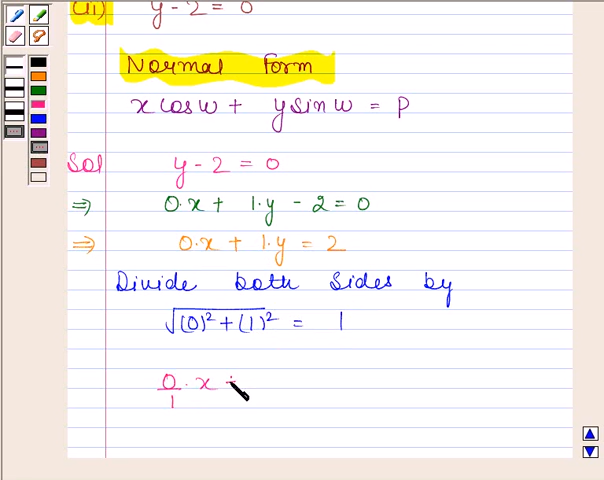 (ii) y - 2 = 0
Normal Form
x cos w + y sin w = P
Sol y - 2 = 0
⇒ 0.x + 1.y - 2 = 0
⇒ 0.x + 1.y = 2
Divide both sides by
√(0)² + (1)² = 1
0/1 . x